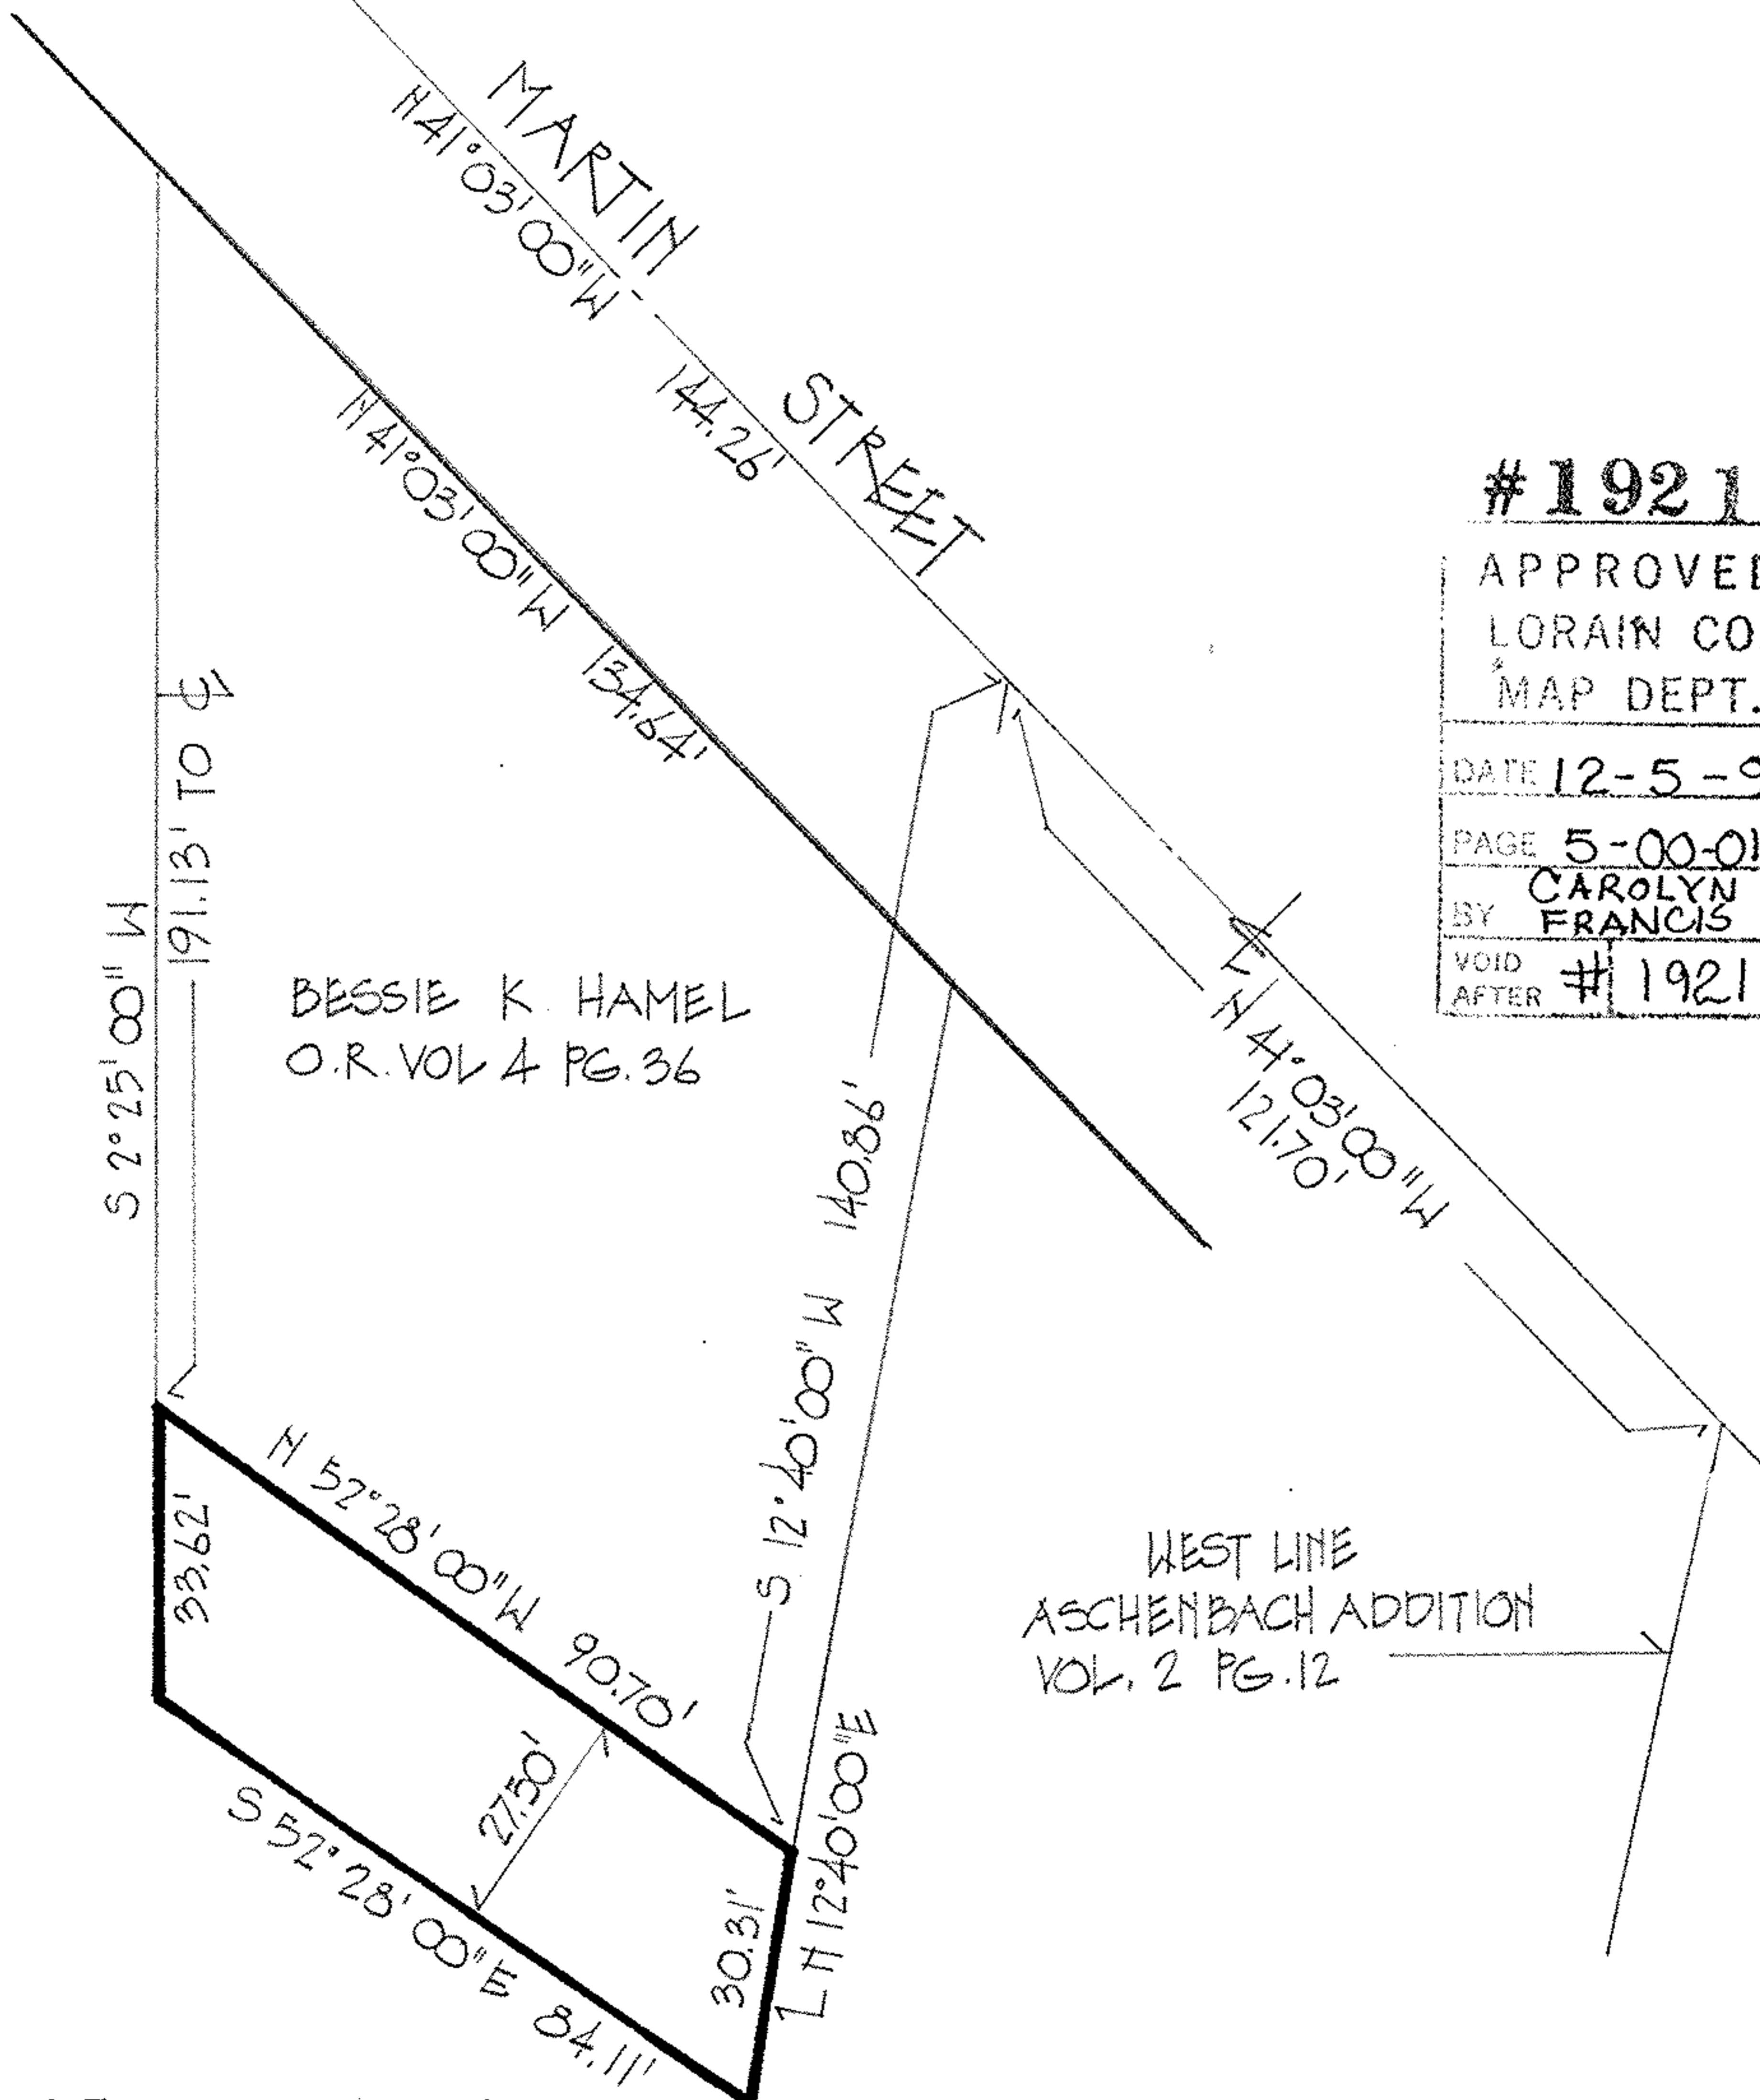 MARTIN
STREET
N 41°03'00"W
144.26'
N 41°03'00"W 134.64'
#1921
APPROVED
LORAIN CO
MAP DEPT.
DATE 12-5-9
PAGE 5-00-01
BY CAROLYN
FRANCIS
VOID
AFTER # 1921
S 2°25'00" W
191.13' TO ℄
BESSIE K. HAMEL
O.R. VOL 4 PG. 36
S 12°40'00" W 140.86'
N 41°03'00"W
121.70'
WEST LINE
ASCHENBACH ADDITION
VOL. 2 PG. 12
N 52°28'00"W 90.70'
33.62'
27.50'
S 52°28'00"E 84.11'
30.31'
N 12°40'00"E